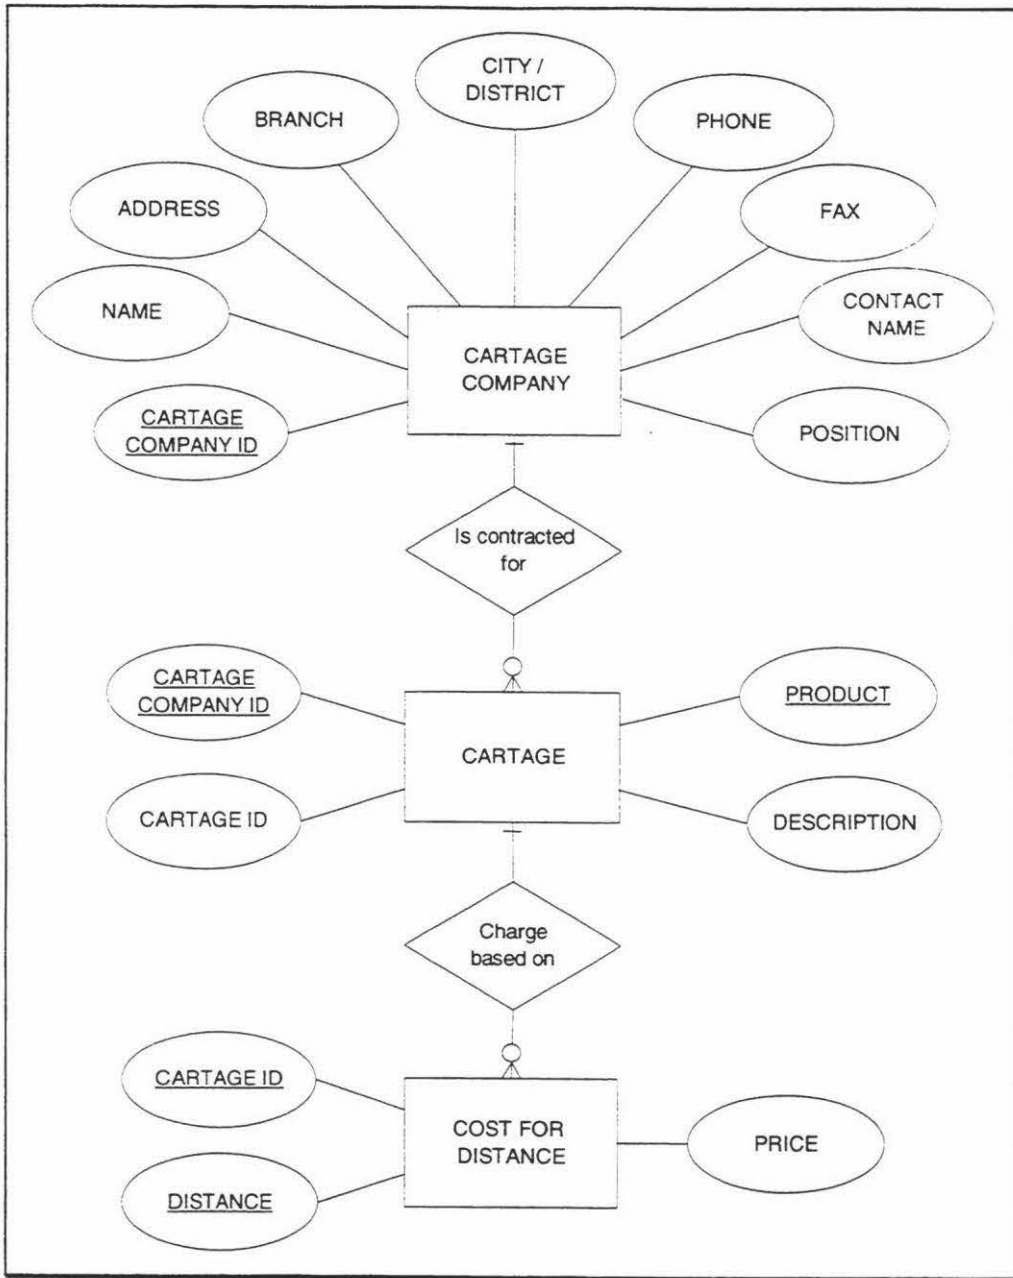 CITY /
DISTRICT
BRANCH
PHONE
ADDRESS
FAX
NAME
CONTACT
NAME
CARTAGE
COMPANY
CARTAGE
COMPANY ID
POSITION
Is contracted
for
CARTAGE
COMPANY ID
PRODUCT
CARTAGE
CARTAGE ID
DESCRIPTION
Charge
based on
CARTAGE ID
COST FOR
DISTANCE
PRICE
DISTANCE